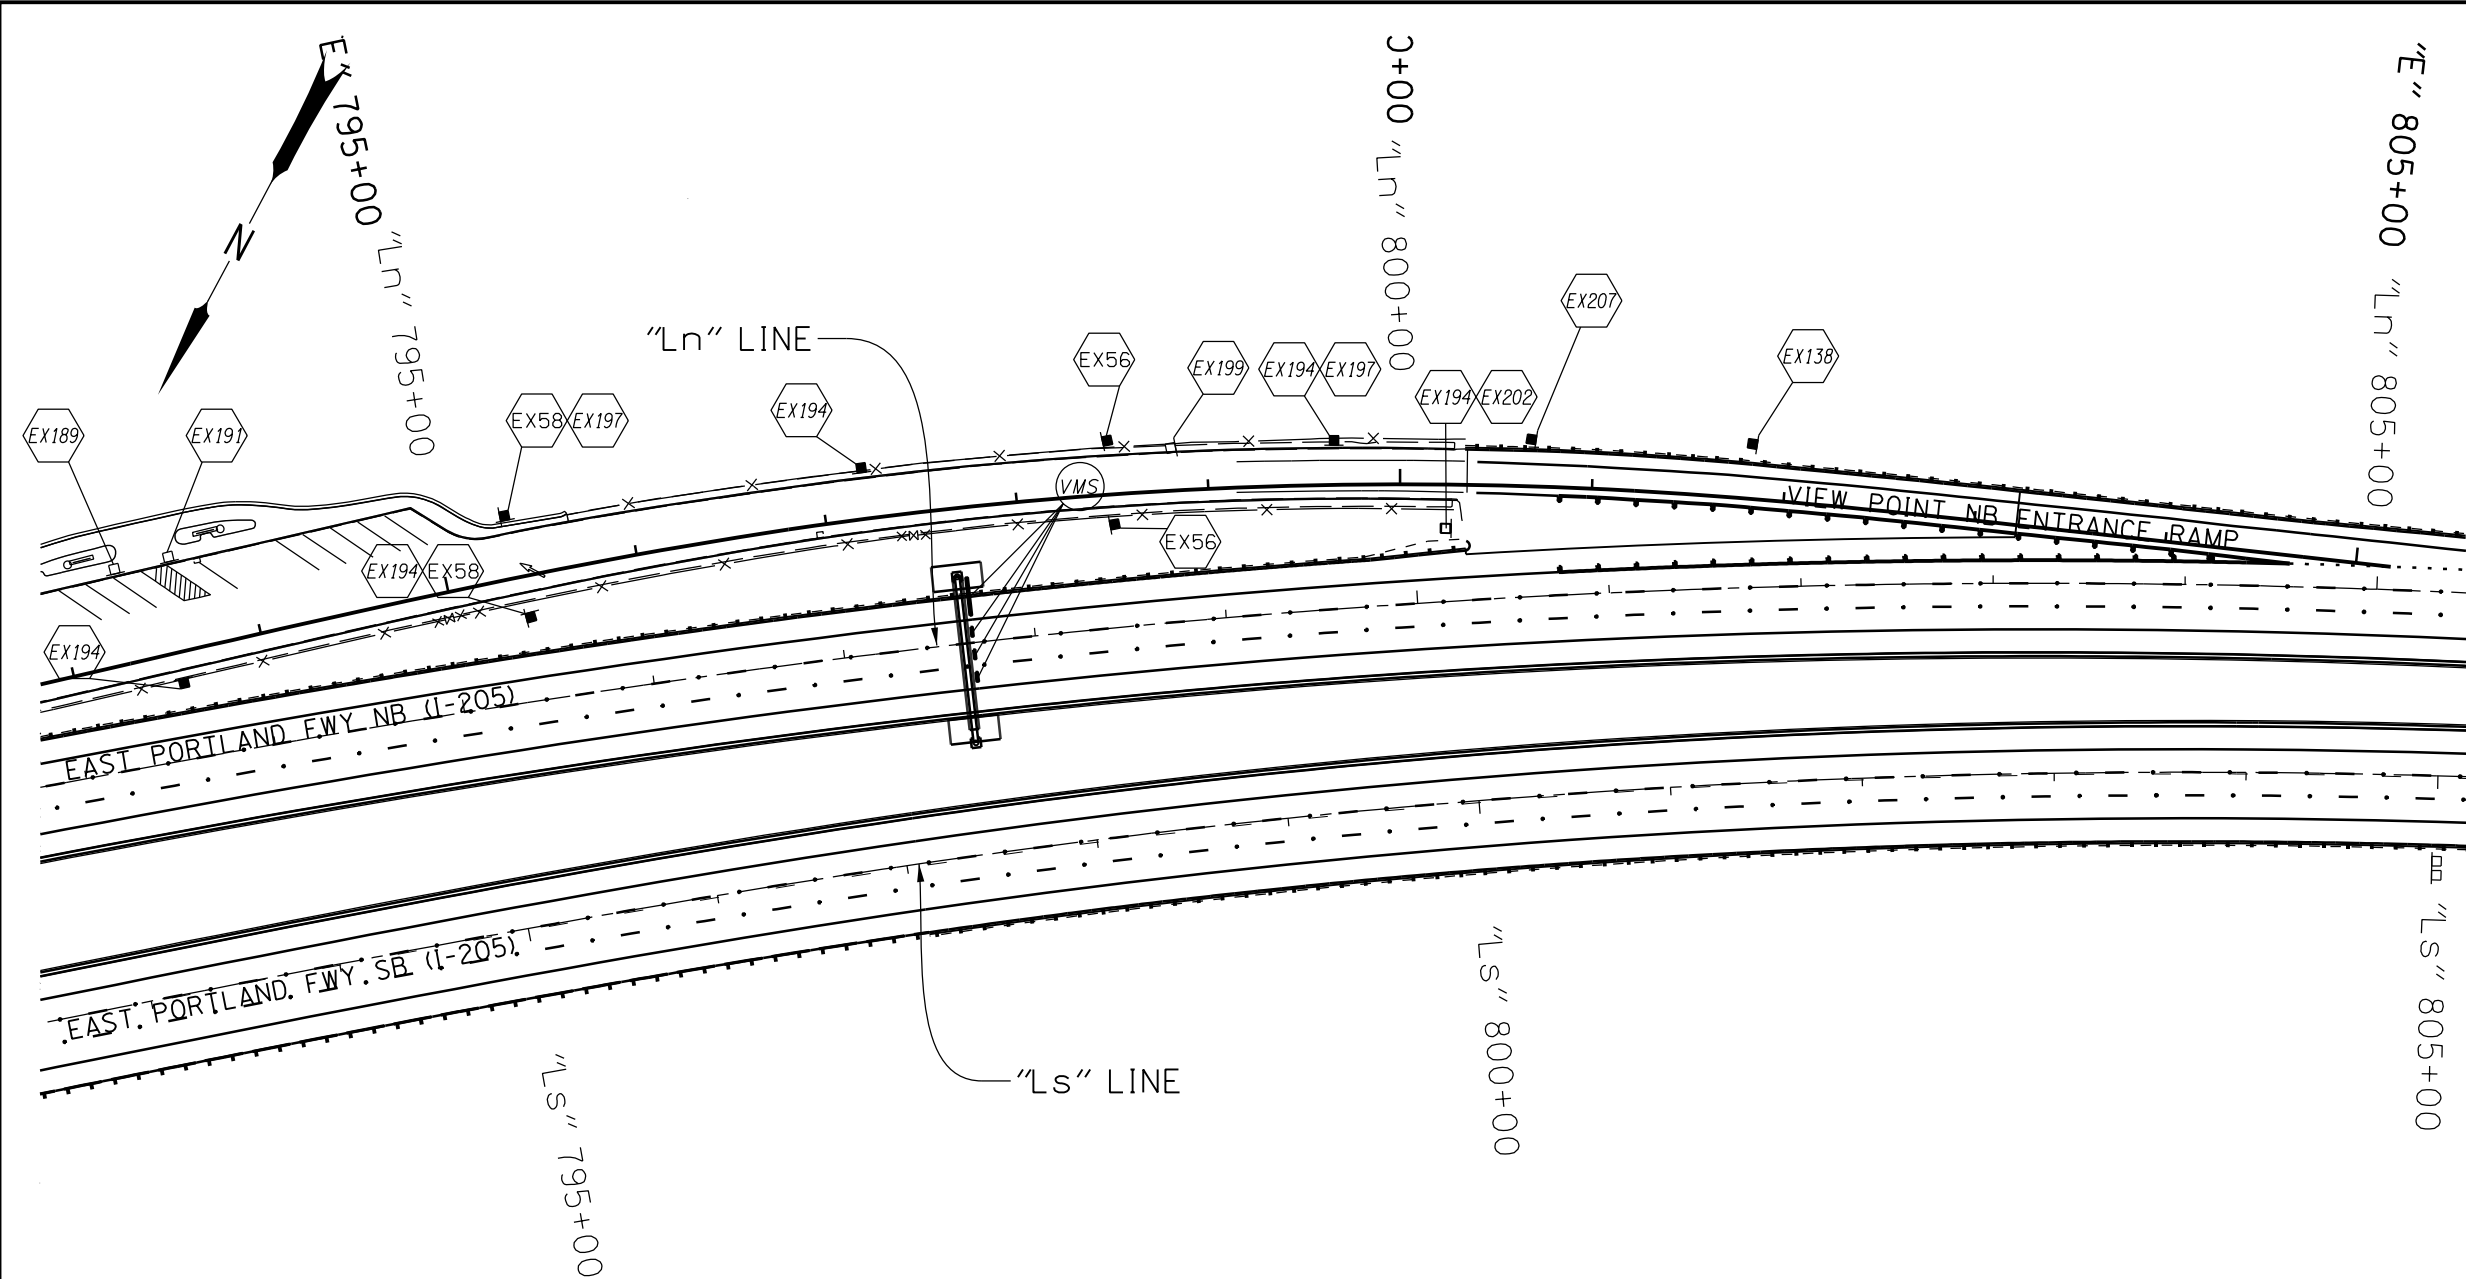 E" 795+00
"Ln" 795+00
N
0+00
"Ln" 800+00
"E" 805+00
"Ln" 805+00
"Ln" LINE
EX189
EX191
EX58 EX197
EX194
EX56
EX199
EX194 EX197
EX194 EX202
EX207
EX138
VMS
EX56
EX194 EX58
EX194
VIEW POINT NB ENTRANCE RAMP
EAST PORTLAND FWY NB (I-205)
EAST PORTLAND FWY SB (I-205)
"Ls" LINE
"Ls" 795+00
"Ls" 800+00
"Ls" 805+00